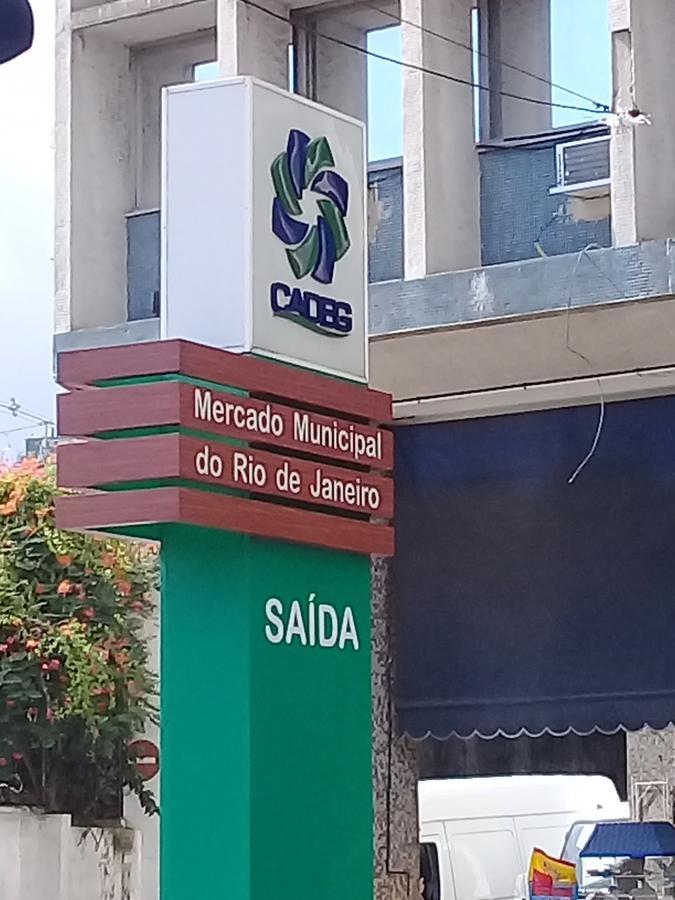 CADEG
Mercado Municipal
do Rio de Janeiro
SAÍDA